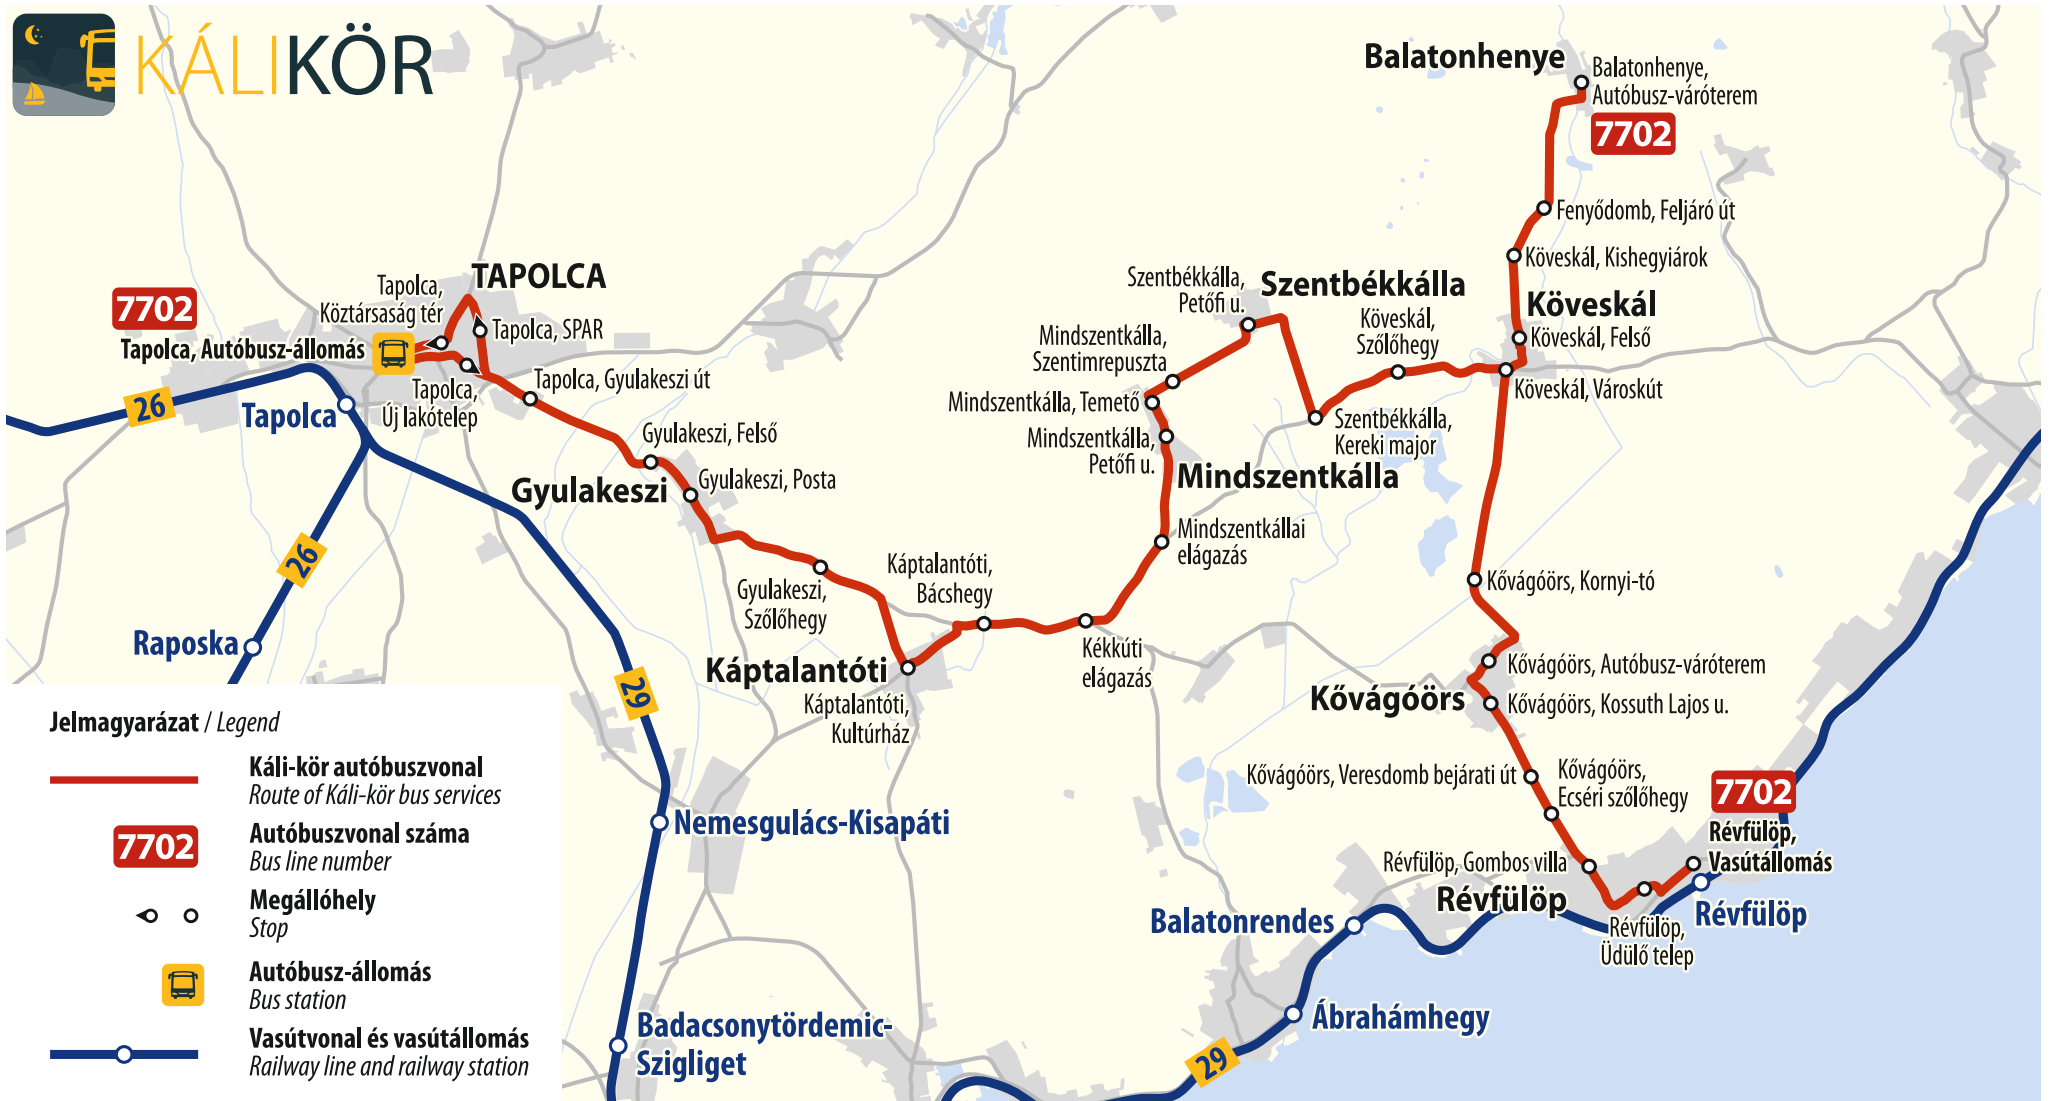 KÁLIKÖR
Balatonhenye
Balatonhenye,
Autóbusz-váróterem
7702
Fenyődomb, Feljáró út
Köveskál, Kishegyiárok
Köveskál
Köveskál, Felső
Köveskál, Városkút
Köveskál,
Szőlőhegy
Szentbékkálla
Szentbékkálla,
Petőfi u.
Szentbékkálla,
Kereki major
Mindszentkálla,
Szentimrepuszta
Mindszentkálla, Temető
Mindszentkálla,
Petőfi u.
Mindszentkálla
Mindszentkállai
elágazás
TAPOLCA
Tapolca,
Köztársaság tér
7702
Tapolca, SPAR
Tapolca, Autóbusz-állomás
Tapolca, Gyulakeszi út
Tapolca,
Új lakótelep
26
Tapolca
Gyulakeszi, Felső
Gyulakeszi, Posta
Gyulakeszi
26
Gyulakeszi,
Szőlőhegy
Káptalantóti,
Bácshegy
Kékkúti
elágazás
Raposka
29
Káptalantóti
Káptalantóti,
Kultúrház
Kővágóörs, Kornyi-tó
Kővágóörs, Autóbusz-váróterem
Kővágóörs
Kővágóörs, Kossuth Lajos u.
Kővágóörs, Veresdomb bejárati út
Kővágóörs,
Ecséri szőlőhegy
7702
Révfülöp,
Vasútállomás
Révfülöp, Gombos villa
Révfülöp
Révfülöp
Révfülöp,
Üdülő telep
Balatonrendes
Ábrahámhegy
29
Nemesgulács-Kisapáti
Badacsonytördemic-
Szigliget
Jelmagyarázat / Legend
Káli-kör autóbuszvonal
Route of Káli-kör bus services
7702
Autóbuszvonal száma
Bus line number
Megállóhely
Stop
Autóbusz-állomás
Bus station
Vasútvonal és vasútállomás
Railway line and railway station